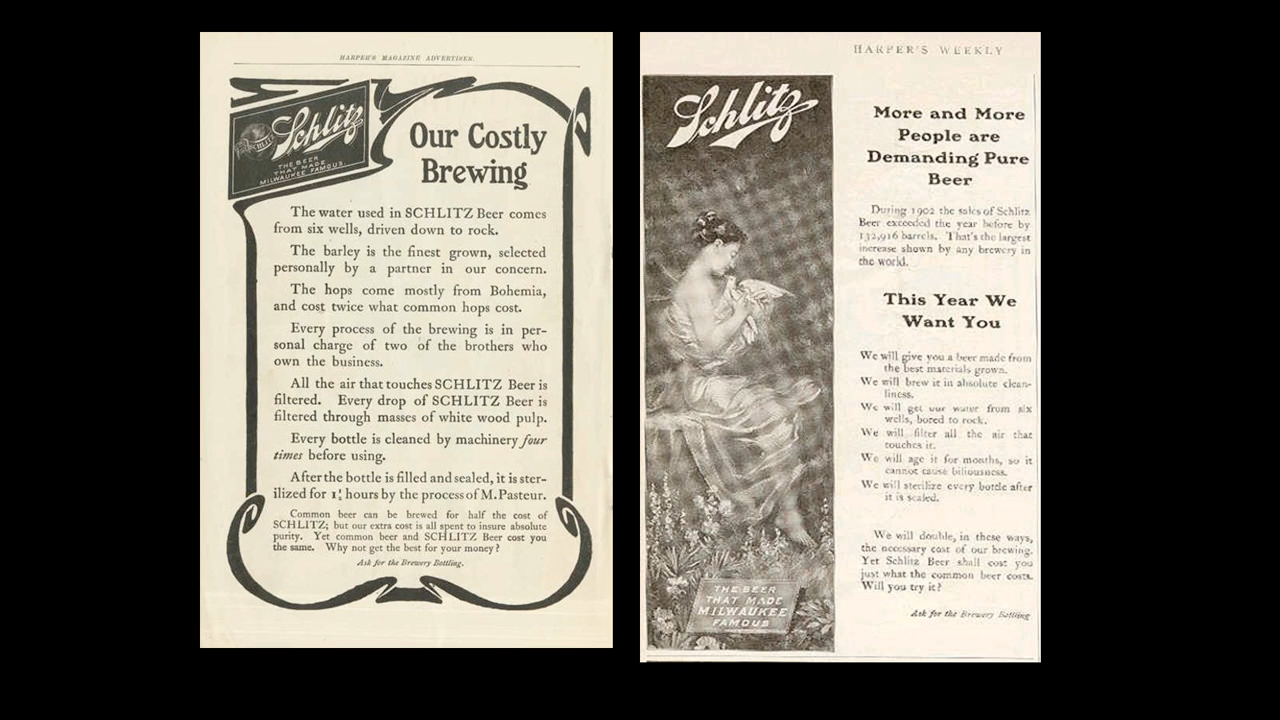 HARPER'S MAGAZINE ADVERTISER.
Schlitz
SCHLITZ
THE BEER
THAT MADE
MILWAUKEE FAMOUS.
Our Costly
Brewing
The water used in SCHLITZ Beer comes
from six wells, driven down to rock.
The barley is the finest grown, selected
personally by a partner in our concern.
The hops come mostly from Bohemia,
and cost twice what common hops cost.
Every process of the brewing is in per-
sonal charge of two of the brothers who
own the business.
All the air that touches SCHLITZ Beer is
filtered. Every drop of SCHLITZ Beer is
filtered through masses of white wood pulp.
Every bottle is cleaned by machinery four
times before using.
After the bottle is filled and sealed, it is ster-
ilized for hours by the process of M. Pasteur.
Common beer can be brewed for half the cost of
SCHLITZ; but our extra cost is all spent to insure absolute
purity. Yet common beer and SCHLITZ Beer cost you
the same. Why not get the best for your money?
Ask for the Brewery Bottling.
HARPER'S WEEKLY
Schlitz
THE BEER
THAT MADE
MILWAUKEE
FAMOUS
More and More
People are
Demanding Pure
Beer
During 1902 the sales of Schlitz
Beer exceeded the year before by
132,916 barrels. That's the largest
increase shown by any brewery in
the world.
This Year We
Want You
We will give you a beer made from
the best materials grown.
We will brew it in absolute clean-
liness.
We will get our water from six
wells, bored to rock.
We will filter all the air that
touches it.
We will age it for months, so it
cannot cause biliousness.
We will sterilize every bottle after
it is sealed.
We will double, in these ways,
the necessary cost of our brewing.
Yet Schlitz Beer shall cost you
just what the common beer costs.
Will you try it?
Ask for the Brewery Bottling